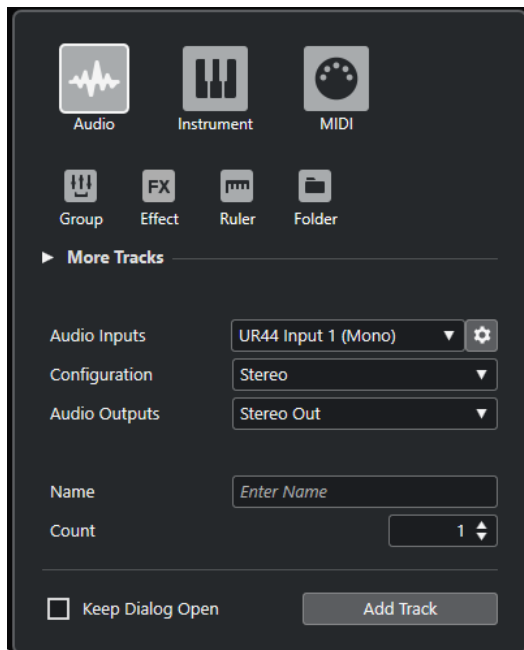 Audio
Instrument
MIDI
Group
FX
Effect
Ruler
Folder
More Tracks
Audio Inputs
UR44 Input 1 (Mono)
Configuration
Stereo
Audio Outputs
Stereo Out
Name
Enter Name
Count
1
Keep Dialog Open
Add Track